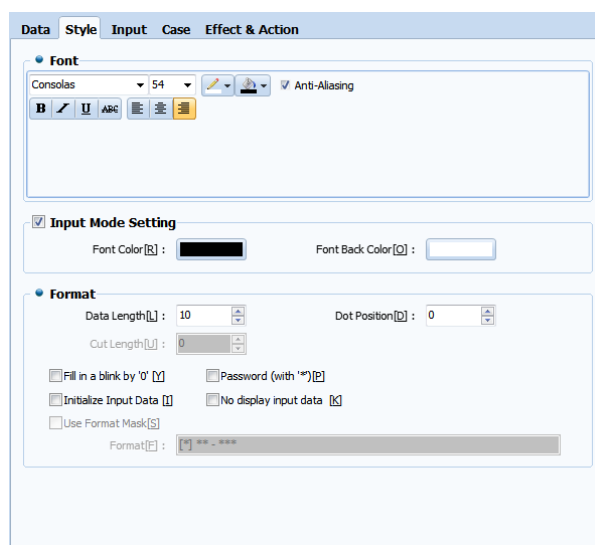 Data Style Input Case Effect & Action
Font
Consolas 54 Anti-Aliasing
B I U ABC
Input Mode Setting
Font Color[R] : Font Back Color[O] :
Format
Data Length[L] : 10 Dot Position[D] : 0
Cut Length[U] : 0
Fill in a blink by '0' [Y] Password (with '*')[P]
Initialize Input Data [I] No display input data [K]
Use Format Mask[S]
Format[F] : [*] ** - ***